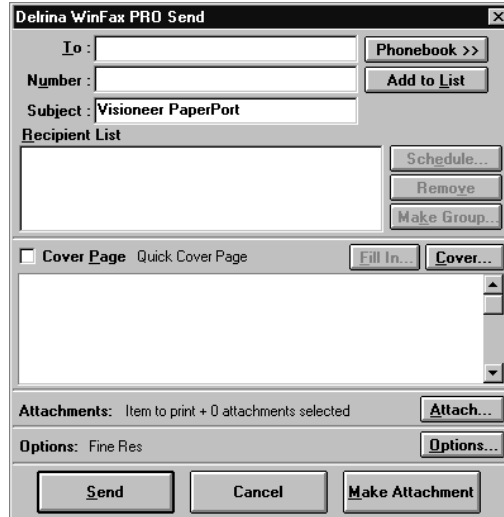 Delrina WinFax PRO Send
To :
Phonebook >>
Number :
Add to List
Subject : Visioneer PaperPort
Recipient List
Schedule...
Remove
Make Group...
Cover Page Quick Cover Page Fill In... Cover...
Attachments: Item to print + 0 attachments selected Attach...
Options: Fine Res Options...
Send Cancel Make Attachment